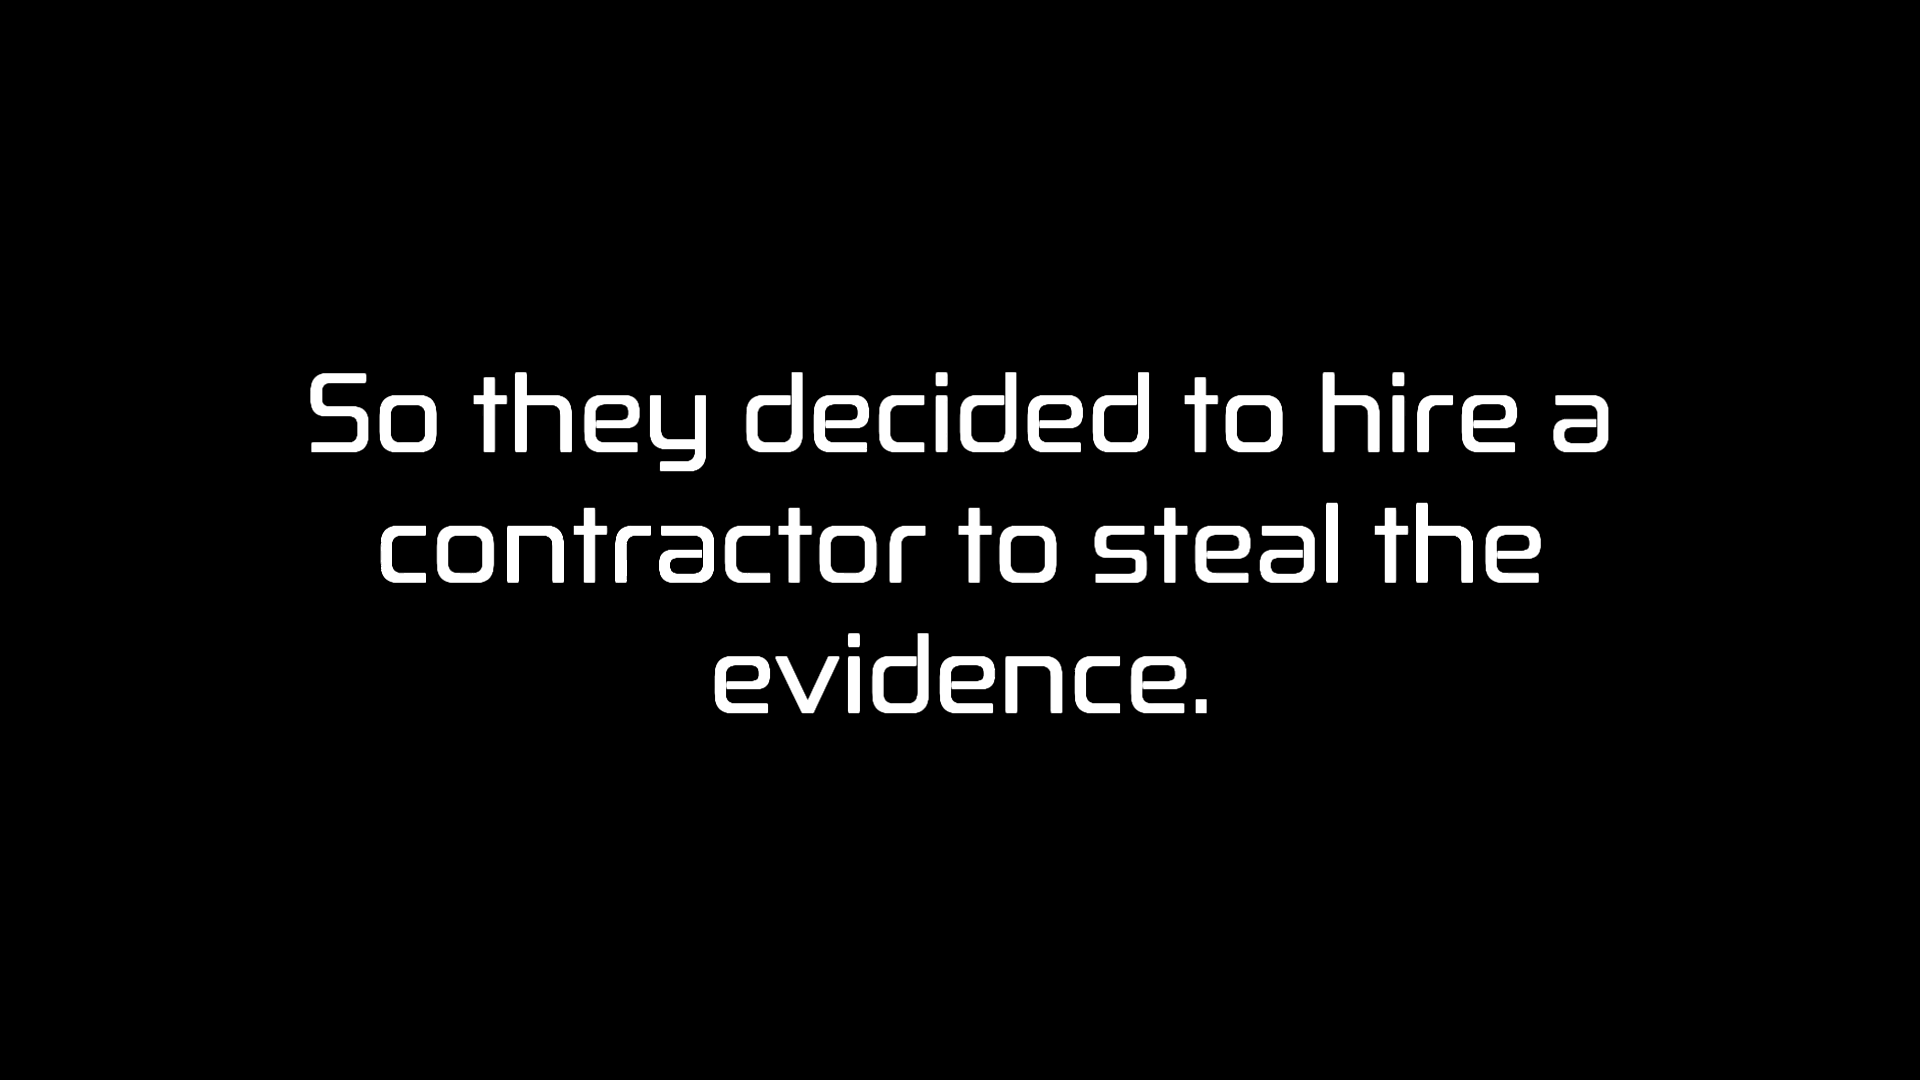 So they decided to hire a
contractor to steal the
evidence.